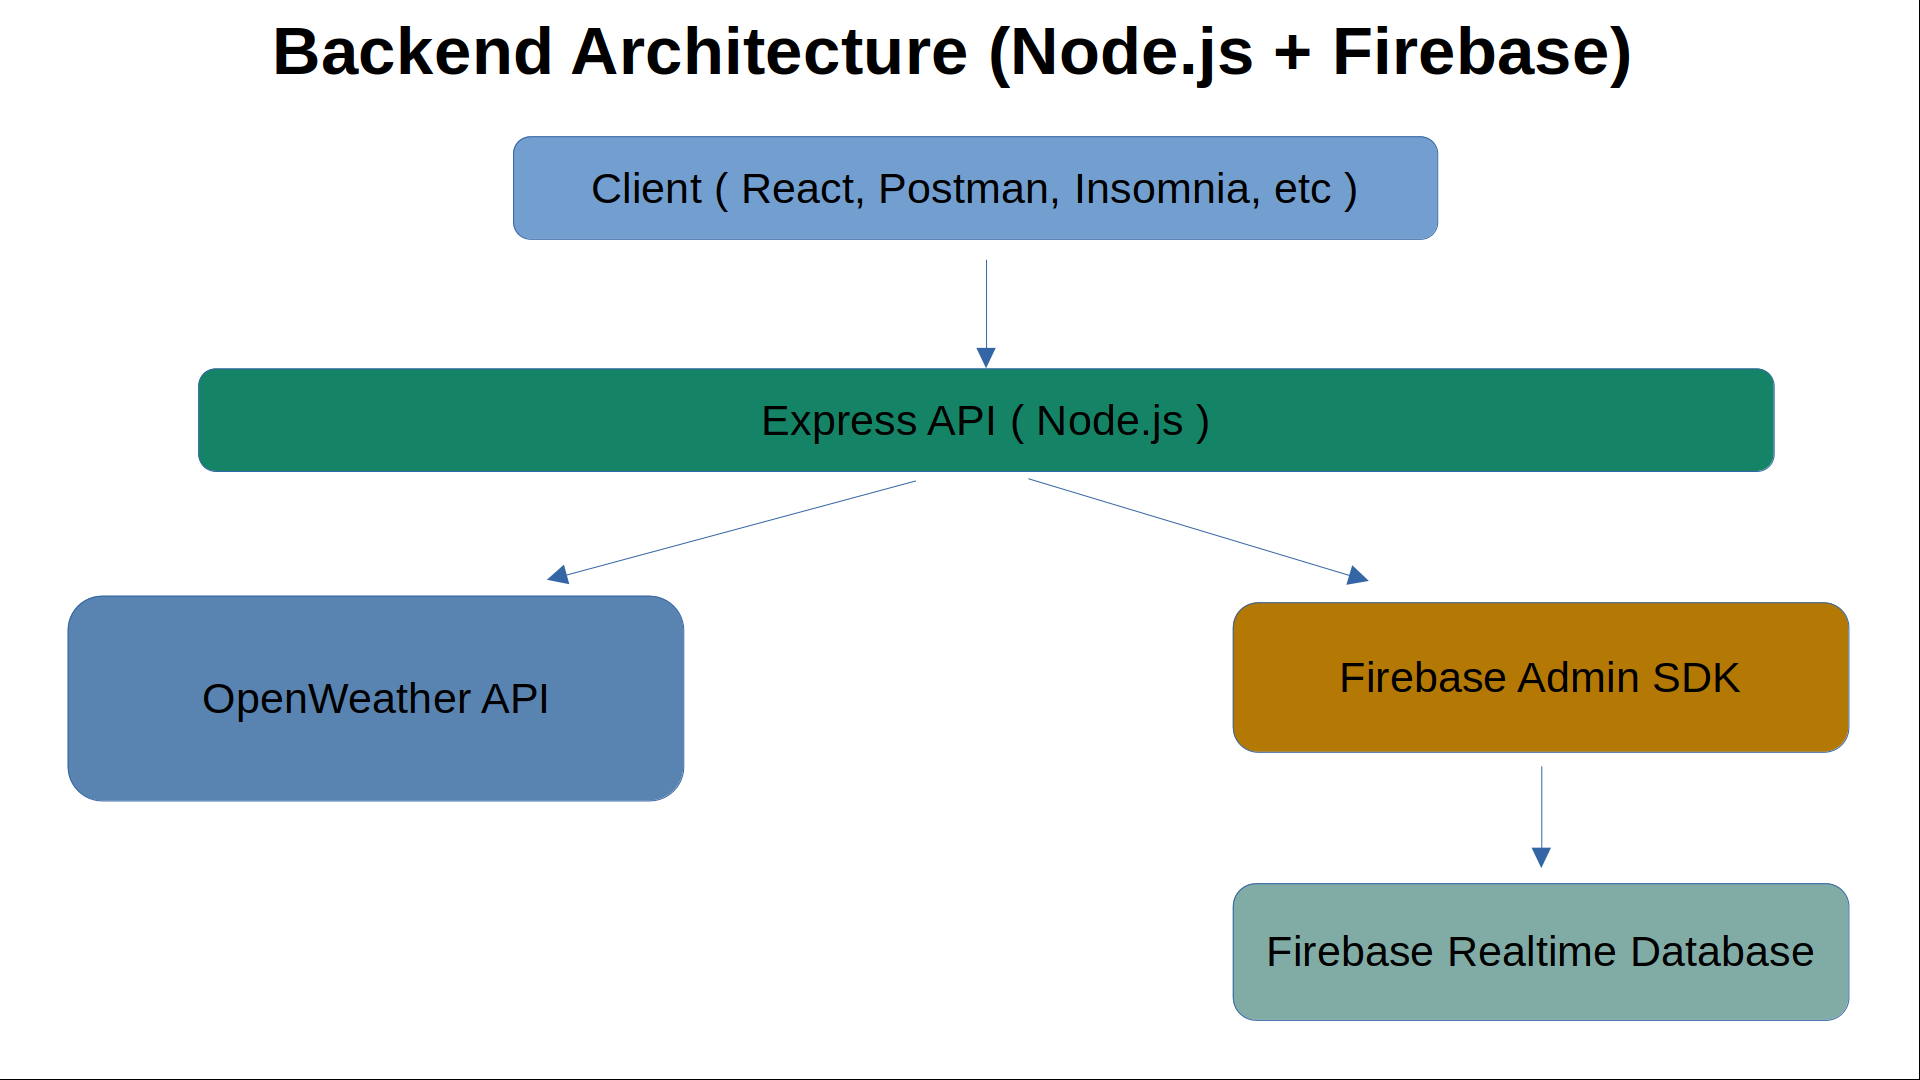 Backend Architecture (Node.js + Firebase)
Client ( React, Postman, Insomnia, etc )
Express API ( Node.js )
OpenWeather API
Firebase Admin SDK
Firebase Realtime Database